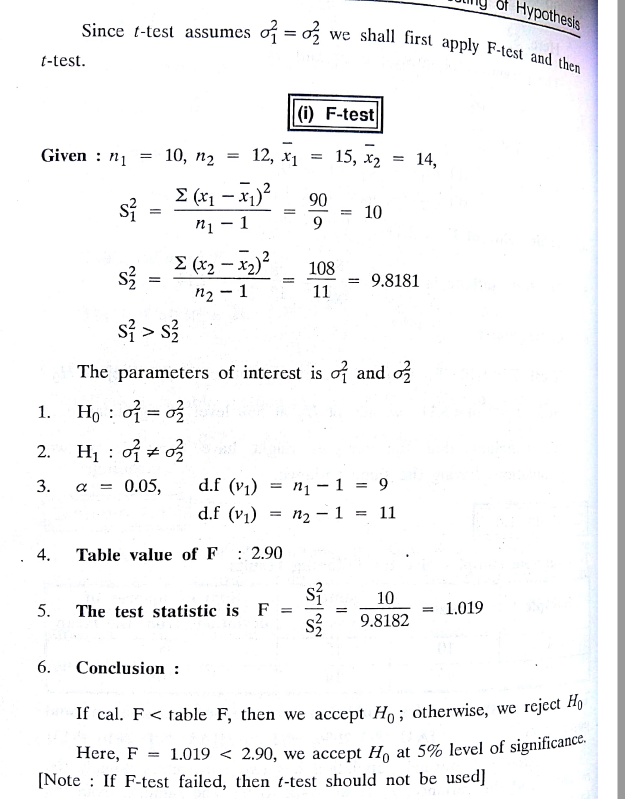 ting of Hypothesis
Since t-test assumes σ₁² = σ₂² we shall first apply F-test and then
t-test.
(i) F-test
Given : n₁ = 10, n₂ = 12, x̄₁ = 15, x̄₂ = 14,
S₁² = Σ (x₁ − x̄₁)² / n₁ − 1 = 90 / 9 = 10
S₂² = Σ (x₂ − x̄₂)² / n₂ − 1 = 108 / 11 = 9.8181
S₁² > S₂²
The parameters of interest is σ₁² and σ₂²
1. H₀ : σ₁² = σ₂²
2. H₁ : σ₁² ≠ σ₂²
3. α = 0.05, d.f (ν₁) = n₁ − 1 = 9
d.f (ν₁) = n₂ − 1 = 11
4. Table value of F : 2.90
5. The test statistic is F = S₁² / S₂² = 10 / 9.8182 = 1.019
6. Conclusion :
If cal. F < table F, then we accept H₀ ; otherwise, we reject H₀
Here, F = 1.019 < 2.90, we accept H₀ at 5% level of significance.
[Note : If F-test failed, then t-test should not be used]